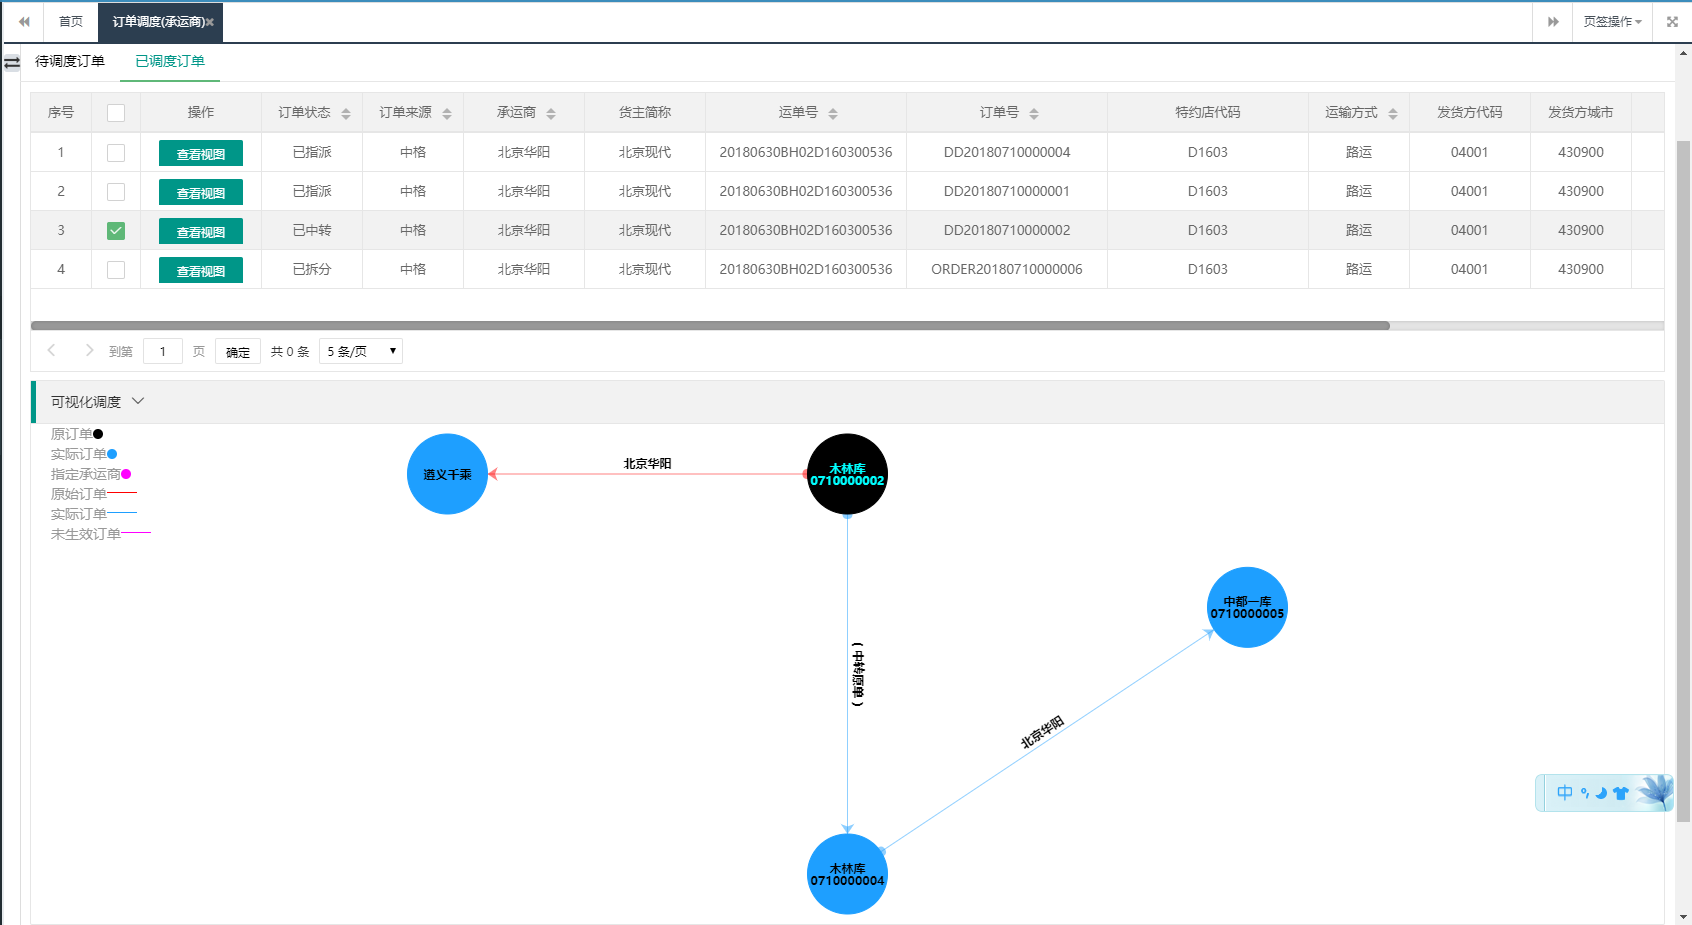 首页 订单调度(承运商) 页签操作
待调度订单 已调度订单
序号 操作 订单状态 订单来源 承运商 货主简称 运单号 订单号 特约店代码 运输方式 发货方代码 发货方城市
1 查看视图 已指派 中格 北京华阳 北京现代 20180630BH02D160300536 DD20180710000004 D1603 路运 04001 430900
2 查看视图 已指派 中格 北京华阳 北京现代 20180630BH02D160300536 DD20180710000001 D1603 路运 04001 430900
3 查看视图 已中转 中格 北京华阳 北京现代 20180630BH02D160300536 DD20180710000002 D1603 路运 04001 430900
4 查看视图 已拆分 中格 北京华阳 北京现代 20180630BH02D160300536 ORDER20180710000006 D1603 路运 04001 430900
到第 1 页 确定 共 0 条 5 条/页
可视化调度
原订单
实际订单
指定承运商
原始订单
实际订单
未生效订单
遵义千乘
北京华阳
木林库
0710000002
(中转原单)
中都一库
0710000005
北京华阳
木林库
0710000004
中